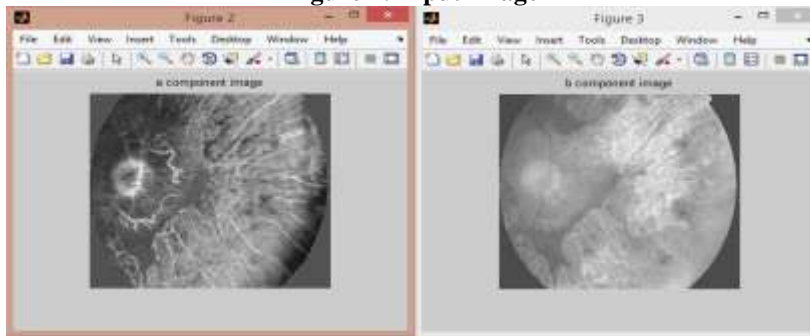 Figure 2
File Edit View Insert Tools Desktop Window Help
a component image
Figure 3
File Edit View Insert Tools Desktop Window Help
b component image